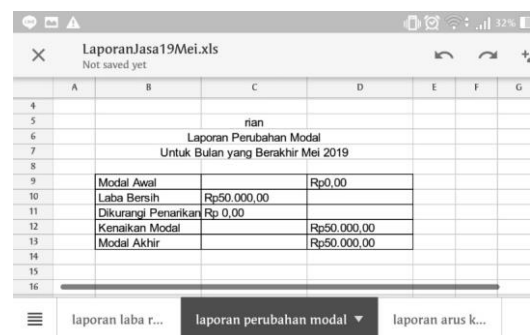 32%
LaporanJasa19Mei.xls
Not saved yet
A B C D E F G
4
5 rian
6 Laporan Perubahan Modal
7 Untuk Bulan yang Berakhir Mei 2019
8
9 Modal Awal Rp0,00
10 Laba Bersih Rp50.000,00
11 Dikurangi Penarikan Rp 0,00
12 Kenaikan Modal Rp50.000,00
13 Modal Akhir Rp50.000,00
14
15
16
laporan laba r... laporan perubahan modal laporan arus k...